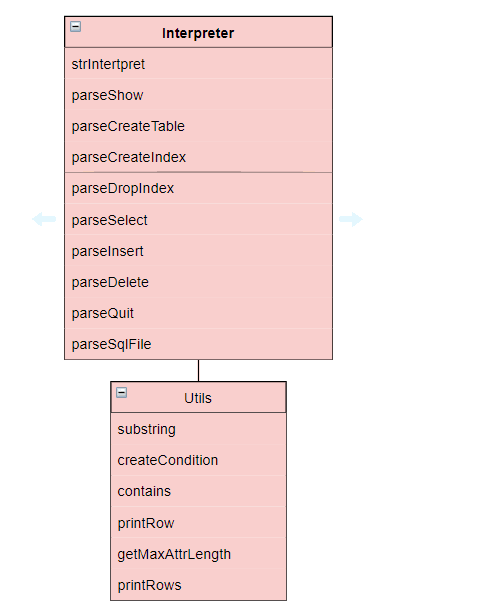 Interpreter
strIntertpret
parseShow
parseCreateTable
parseCreateIndex
parseDropIndex
parseSelect
parseInsert
parseDelete
parseQuit
parseSqlFile
Utils
substring
createCondition
contains
printRow
getMaxAttrLength
printRows